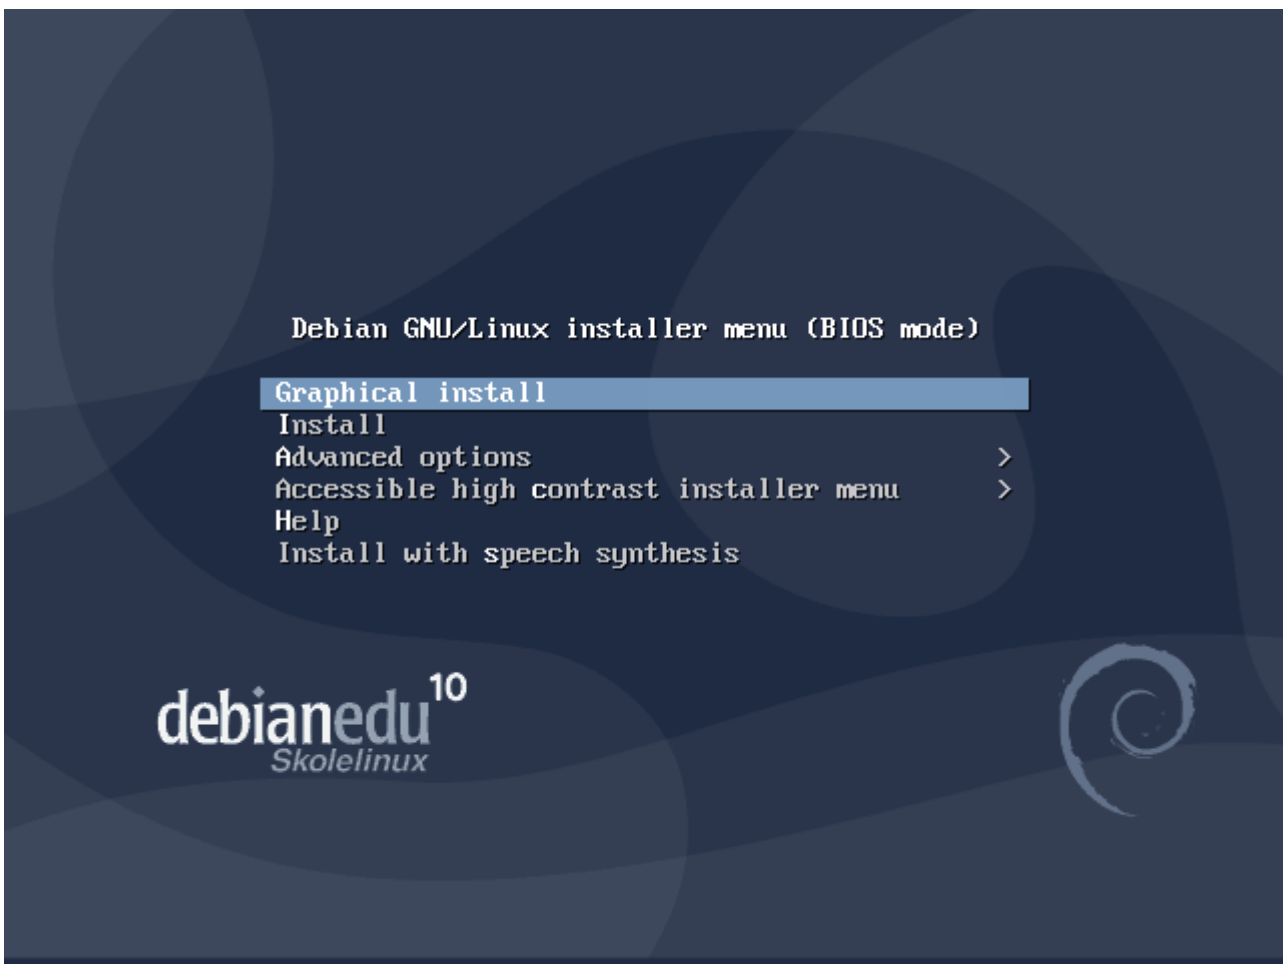 Debian GNU/Linux installer menu (BIOS mode)
Graphical install
Install
Advanced options >
Accessible high contrast installer menu >
Help
Install with speech synthesis
debianedu 10
Skolelinux